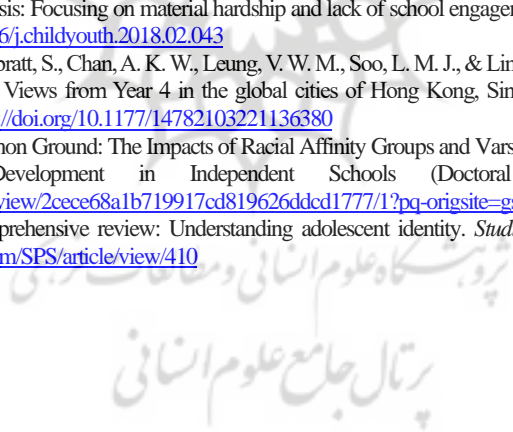 sis: Focusing on material hardship and lack of school engagem
6/j.childyouth.2018.02.043
pratt, S., Chan, A. K. W., Leung, V. W. M., Soo, L. M. J., & Lin
Views from Year 4 in the global cities of Hong Kong, Sin
://doi.org/10.1177/14782103221136380
non Ground: The Impacts of Racial Affinity Groups and Vars
Development in Independent Schools (Doctoral
view/2cece68a1b719917cd819626ddcd1777/1?pq-origsite=gs
prehensive review: Understanding adolescent identity. Stud
m/SPS/article/view/410
پژوهشگاه علوم انسانی و مطالعات فرهنگی
پرتال جامع علوم انسانی